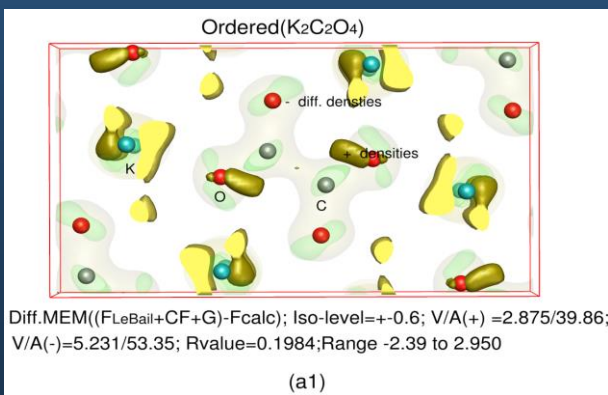 Ordered(K₂C₂O₄)
- diff. densties
K
-
+ densities
O
C
Diff.MEM((FLeBail+CF+G)-Fcalc); Iso-level=+-0.6; V/A(+) =2.875/39.86;
V/A(-)=5.231/53.35; Rvalue=0.1984;Range -2.39 to 2.950
(a1)